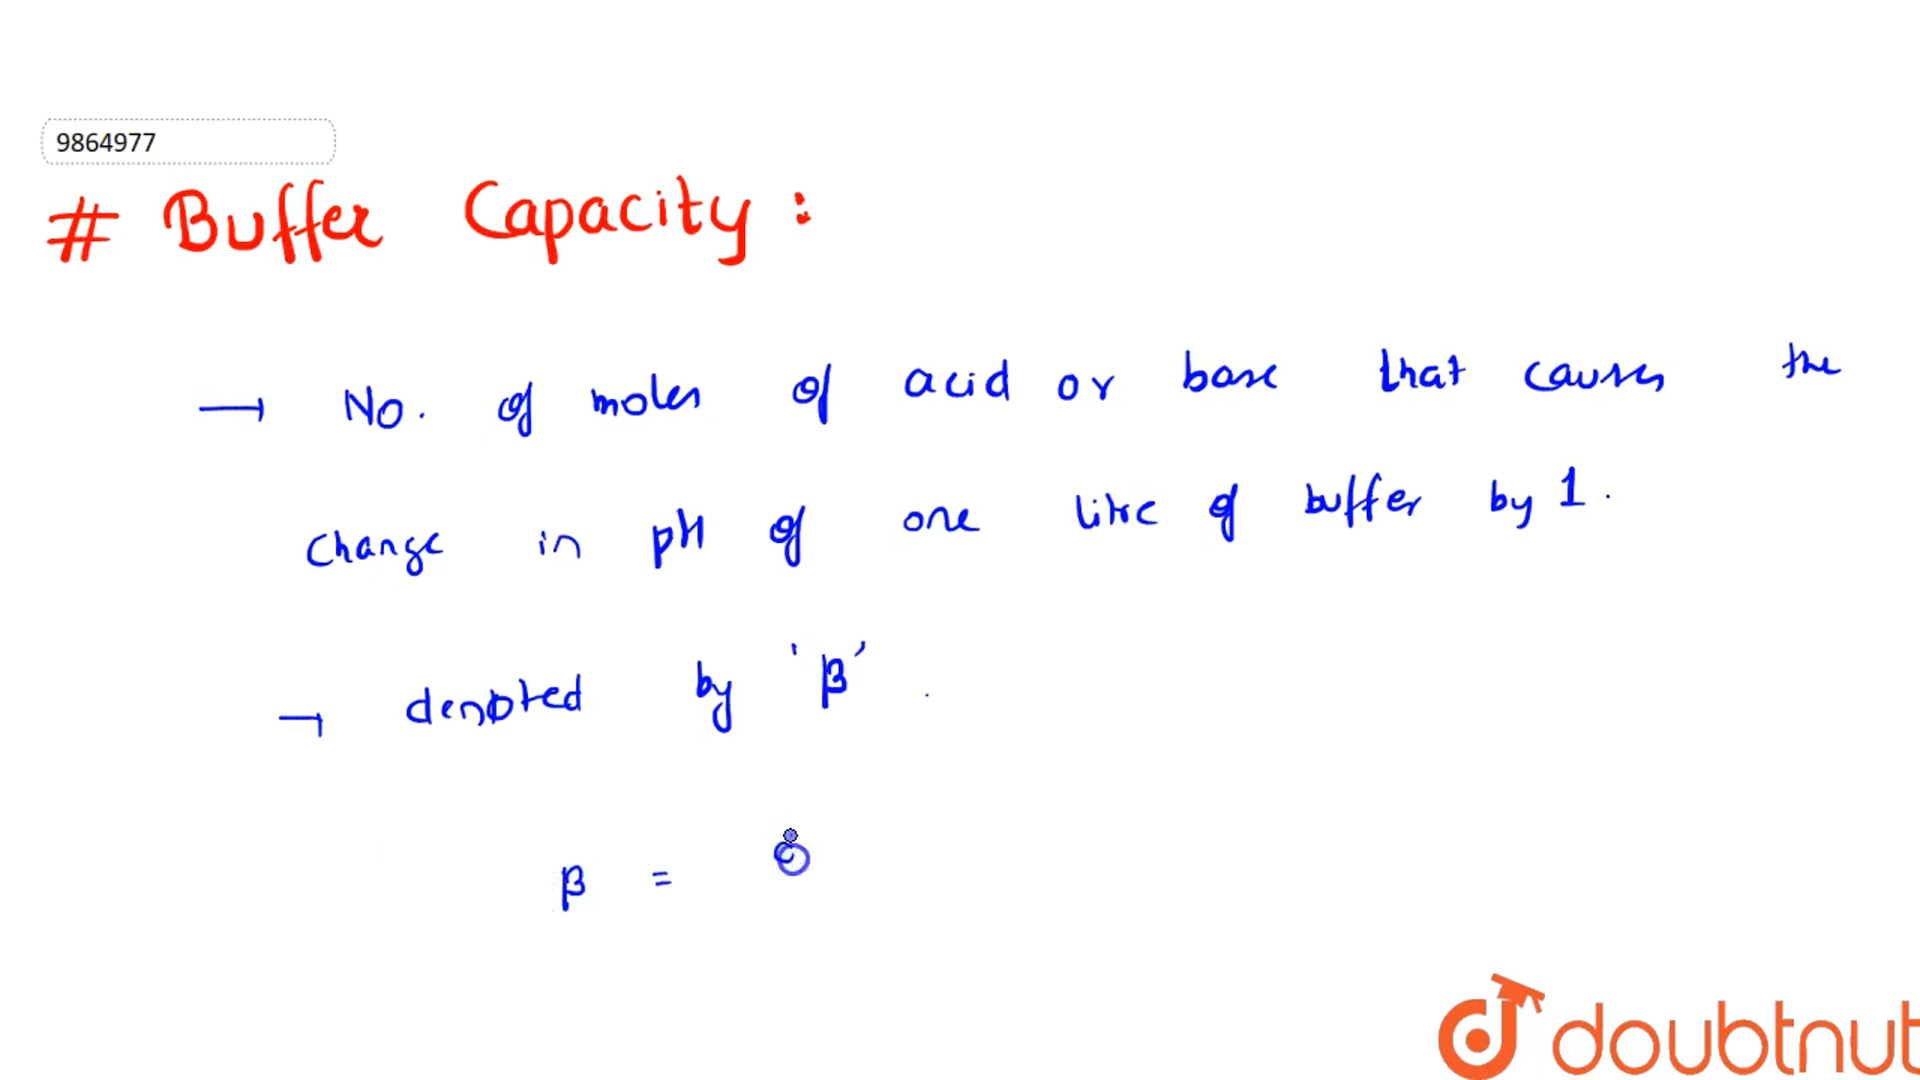 9864977
# Buffer Capacity :
→ No. of moles of acid or base that causes the
change in pH of one litre of buffer by 1.
→ denoted by 'β' .
β =
doubtnut